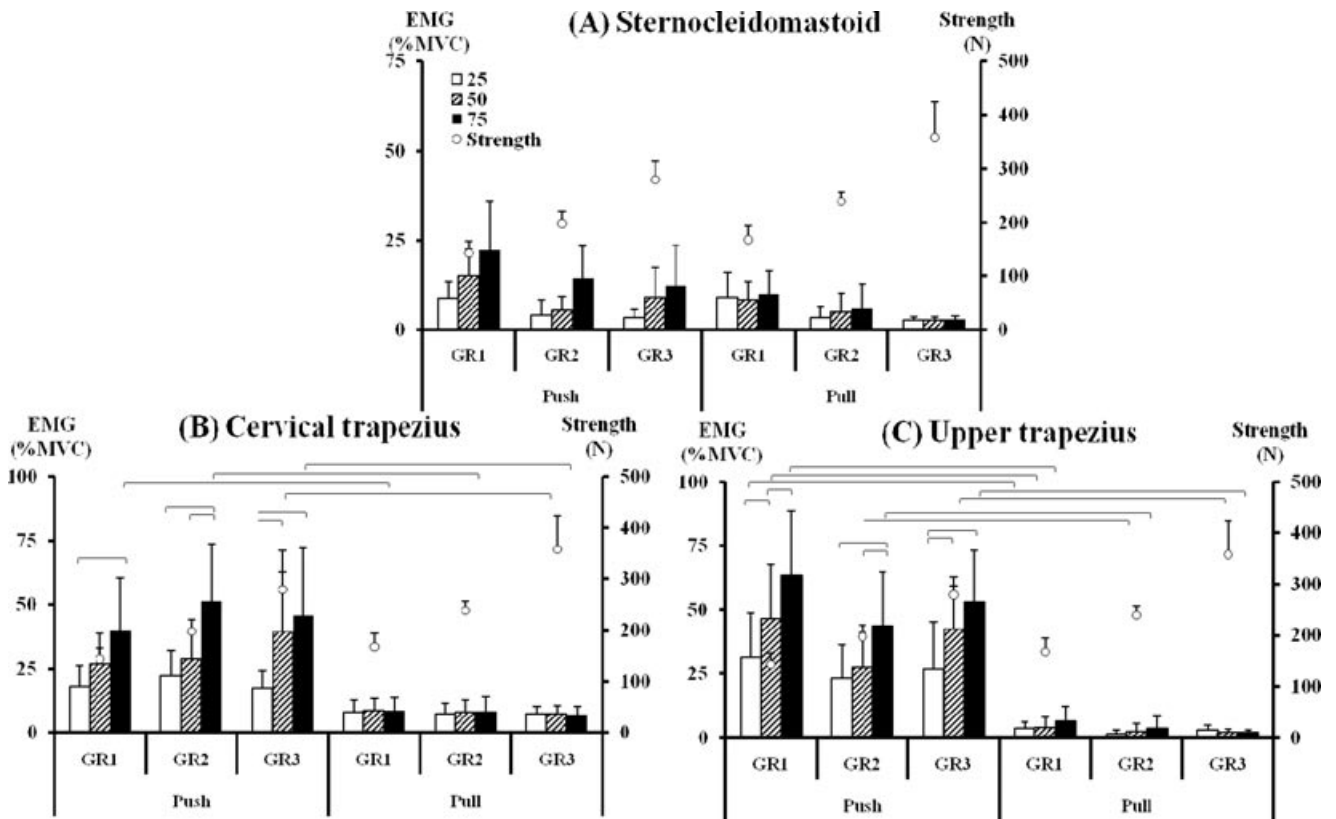 EMG
(%MVC)
(A) Sternocleidomastoid
Strength
(N)
75
50
25
0
25
50
75
Strength
500
400
300
200
100
0
GR1 GR2 GR3 GR1 GR2 GR3
Push Pull
EMG
(%MVC)
(B) Cervical trapezius
Strength
(N)
100
75
50
25
0
500
400
300
200
100
0
GR1 GR2 GR3 GR1 GR2 GR3
Push Pull
EMG
(%MVC)
(C) Upper trapezius
Strength
(N)
100
75
50
25
0
500
400
300
200
100
0
GR1 GR2 GR3 GR1 GR2 GR3
Push Pull